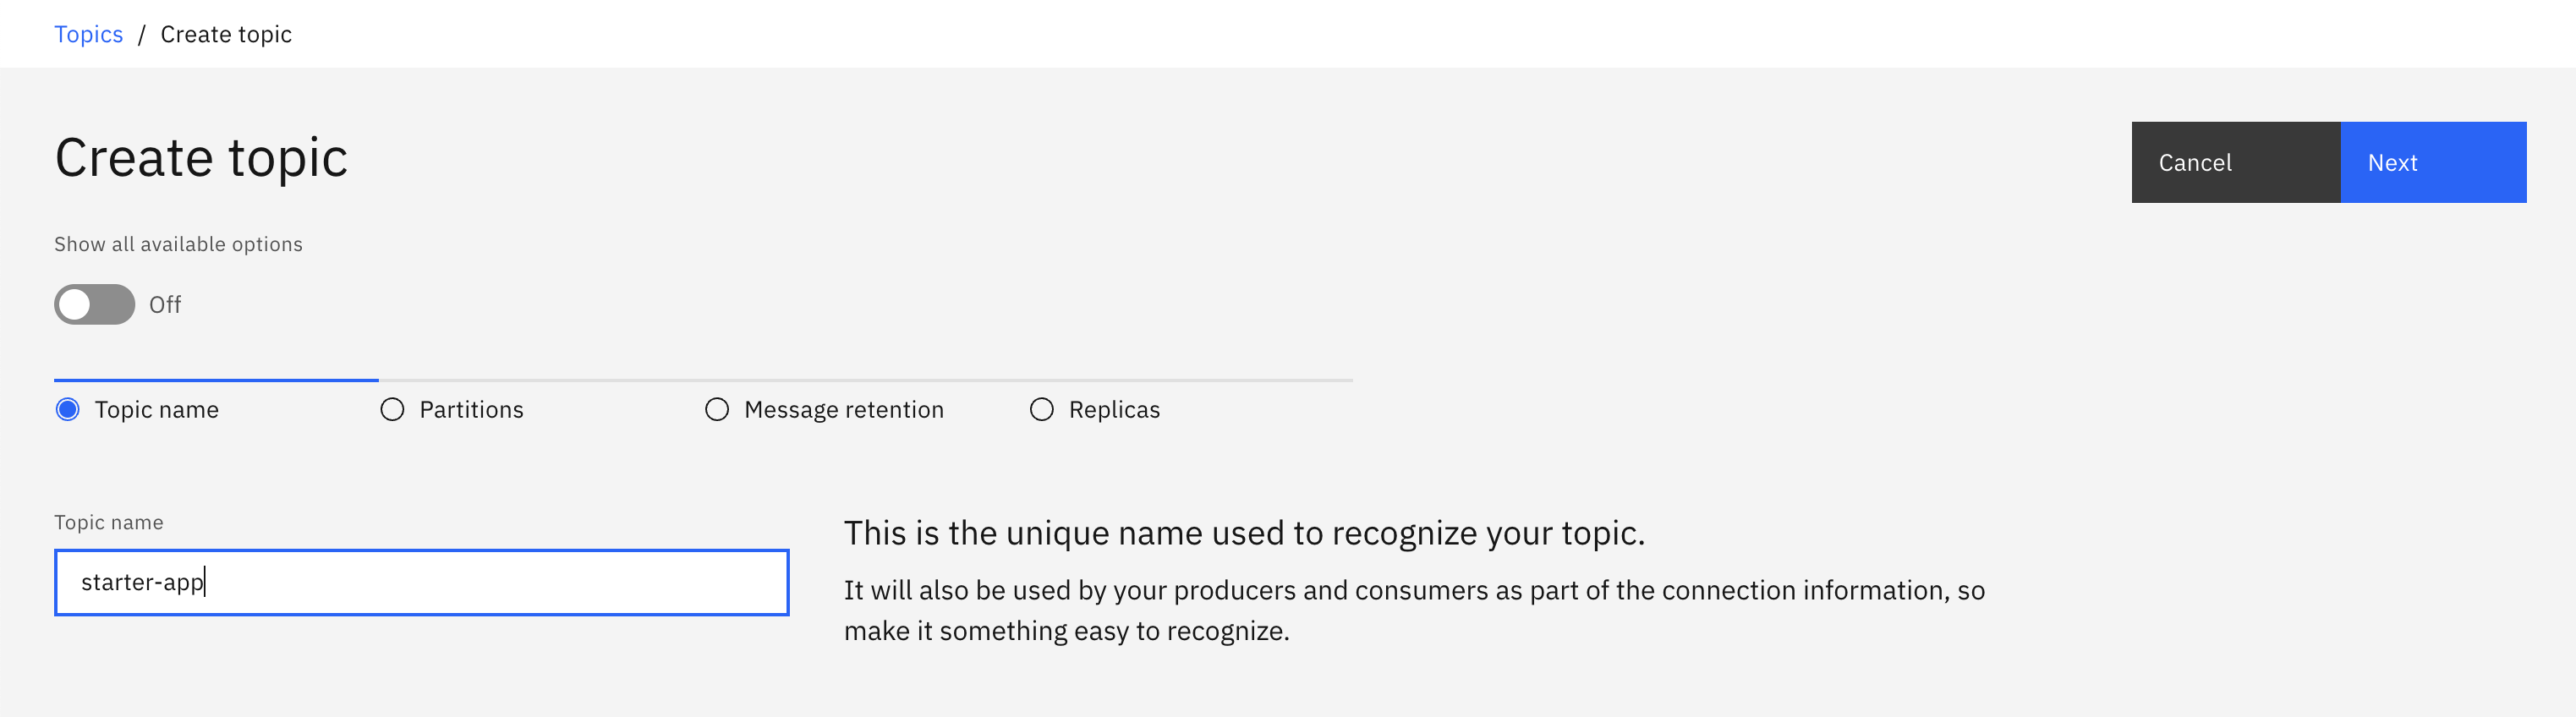 Topics / Create topic
Create topic
Cancel
Next
Show all available options
Off
Topic name
Partitions
Message retention
Replicas
Topic name
starter-app
This is the unique name used to recognize your topic.
It will also be used by your producers and consumers as part of the connection information, so
make it something easy to recognize.